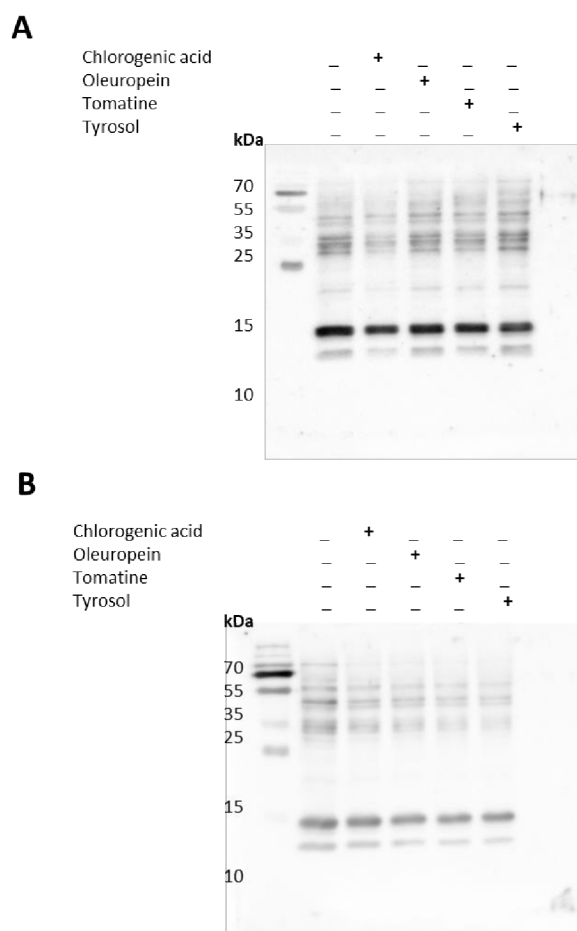 A
Chlorogenic acid _ + _ _ _
Oleuropein _ _ + _ _
Tomatine _ _ _ + _
Tyrosol _ _ _ _ +
kDa
70
55
35
25
15
10
B
Chlorogenic acid _ + _ _ _
Oleuropein _ _ + _ _
Tomatine _ _ _ + _
Tyrosol _ _ _ _ +
kDa
70
55
35
25
15
10